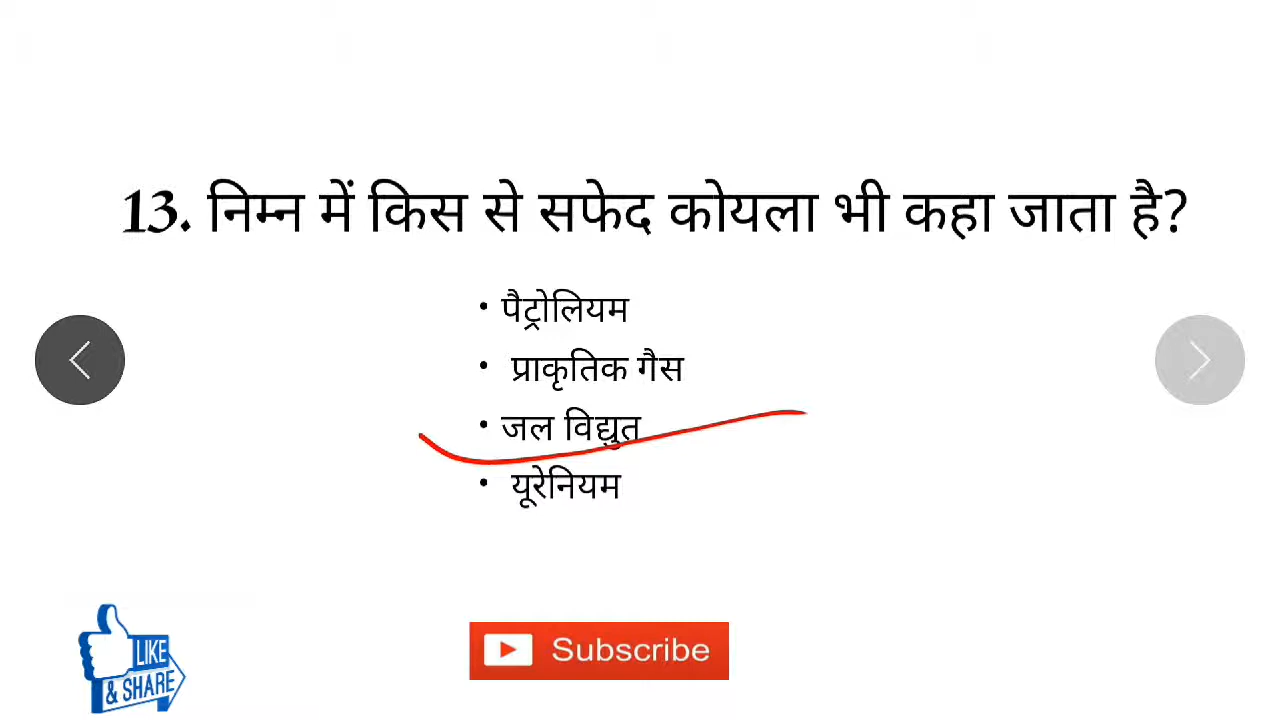 13. निम्न में किस से सफेद कोयला भी कहा जाता है?
• पैट्रोलियम
• प्राकृतिक गैस
• जल विद्युत
• यूरेनियम
LIKE
& SHARE
Subscribe